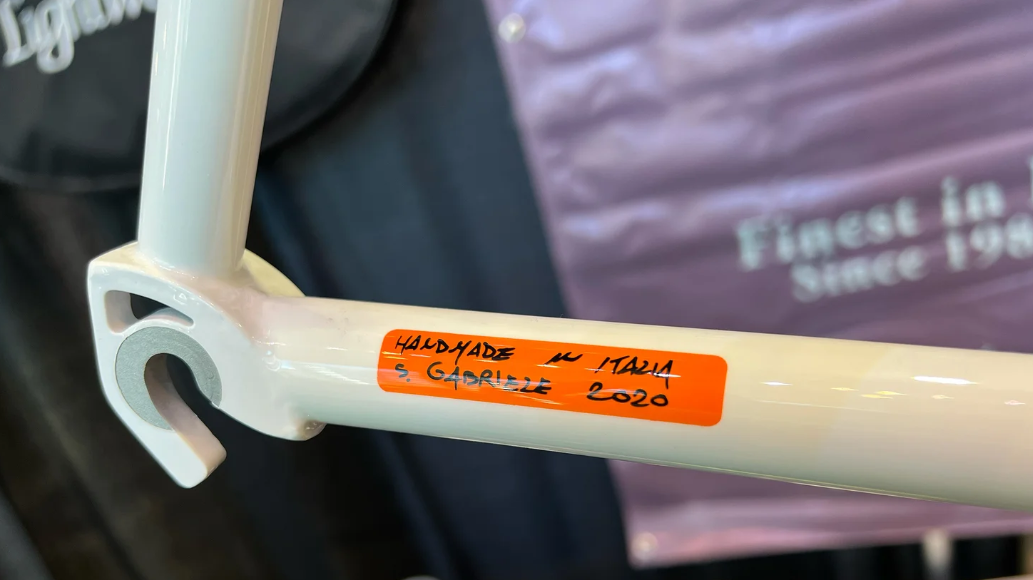 HANDMADE IN ITALIA
S. GABRIELE 2020
Finest in
Since 198